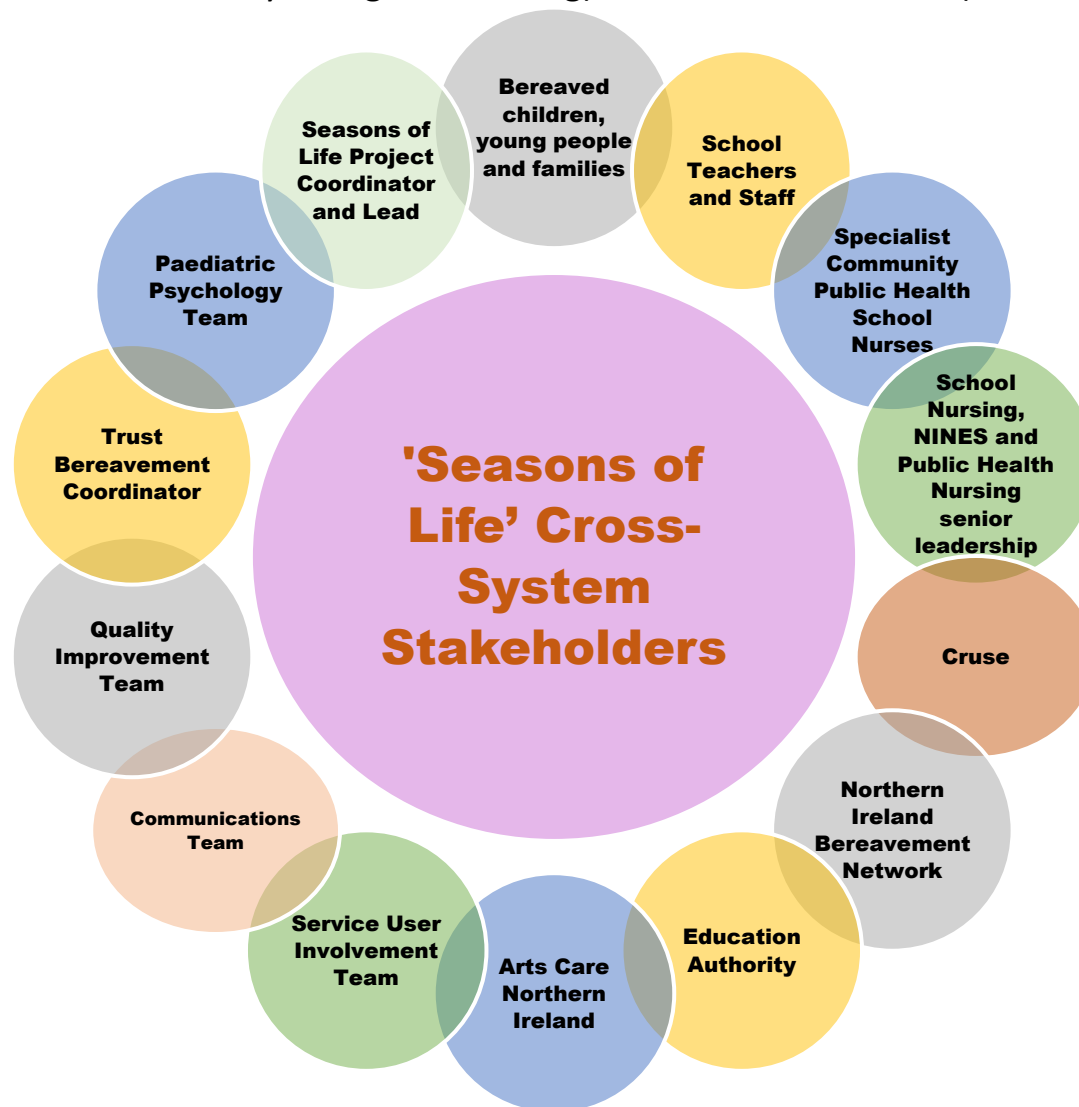 Bereaved
children,
young people
and families
School
Teachers
and Staff
Specialist
Community
Public Health
School
Nurses
School
Nursing,
NINES and
Public Health
Nursing
senior
leadership
Cruse
Northern
Ireland
Bereavement
Network
Education
Authority
Arts Care
Northern
Ireland
Service User
Involvement
Team
Communications
Team
Quality
Improvement
Team
Trust
Bereavement
Coordinator
Paediatric
Psychology
Team
Seasons of
Life Project
Coordinator
and Lead
'Seasons of
Life’ Cross-
System
Stakeholders